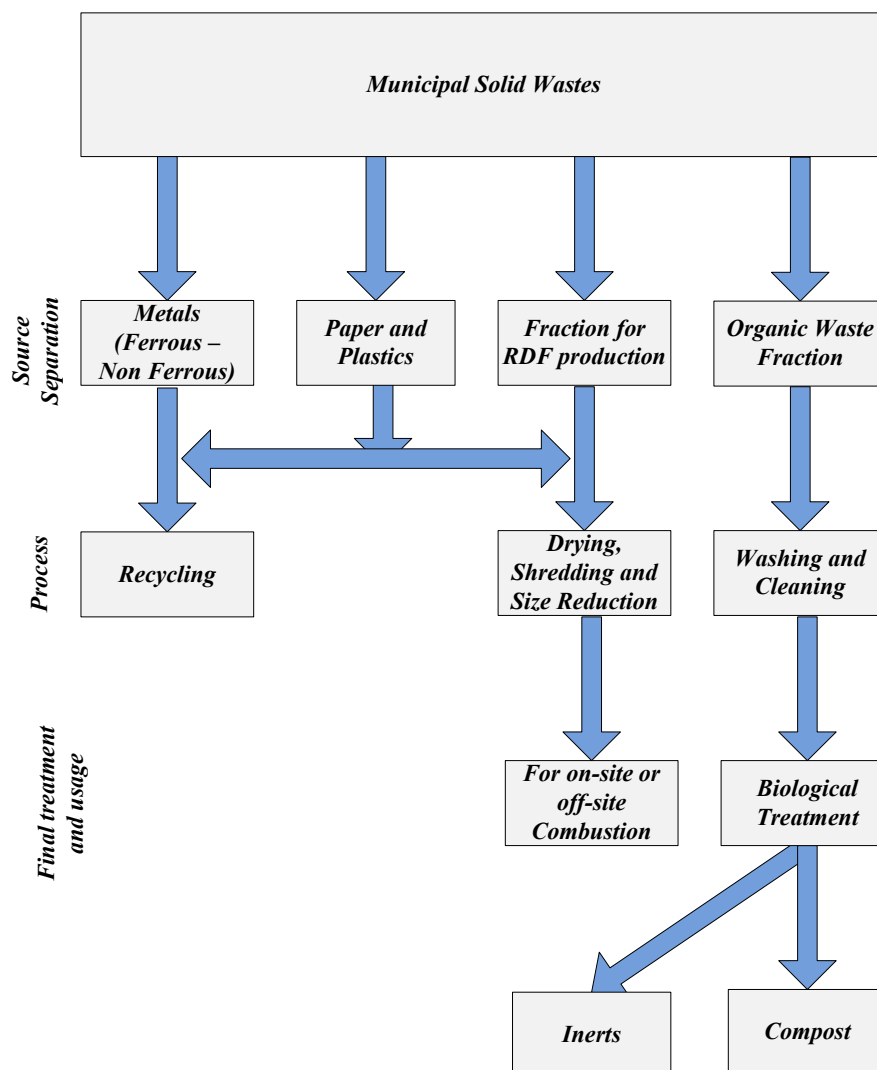 Municipal Solid Wastes
Source
Separation
Metals
(Ferrous –
Non Ferrous)
Paper and
Plastics
Fraction for
RDF production
Organic Waste
Fraction
Process
Recycling
Drying,
Shredding and
Size Reduction
Washing and
Cleaning
Final treatment
and usage
For on-site or
off-site
Combustion
Biological
Treatment
Inerts
Compost